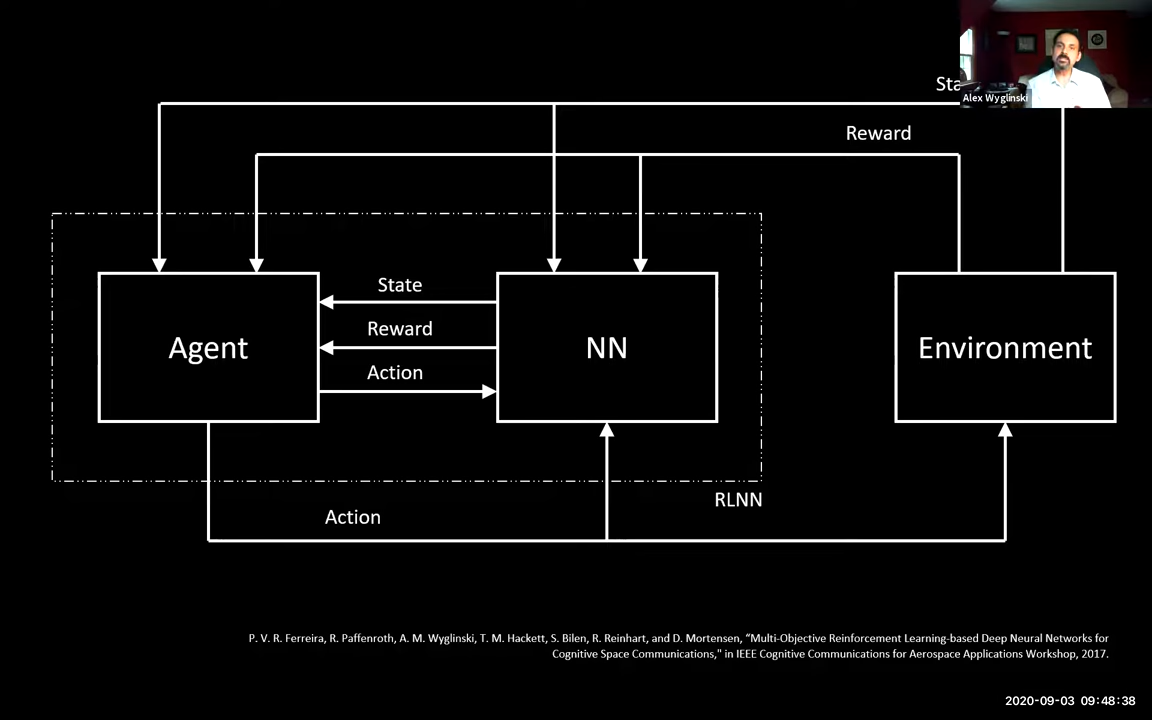 Alex Wyglinski
Reward
State
Reward
Action
Agent
NN
Environment
RLNN
Action
P. V. R. Ferreira, R. Paffenroth, A. M. Wyglinski, T. M. Hackett, S. Bilen, R. Reinhart, and D. Mortensen, “Multi-Objective Reinforcement Learning-based Deep Neural Networks for
Cognitive Space Communications," in IEEE Cognitive Communications for Aerospace Applications Workshop, 2017.
2020-09-03 09:48:38